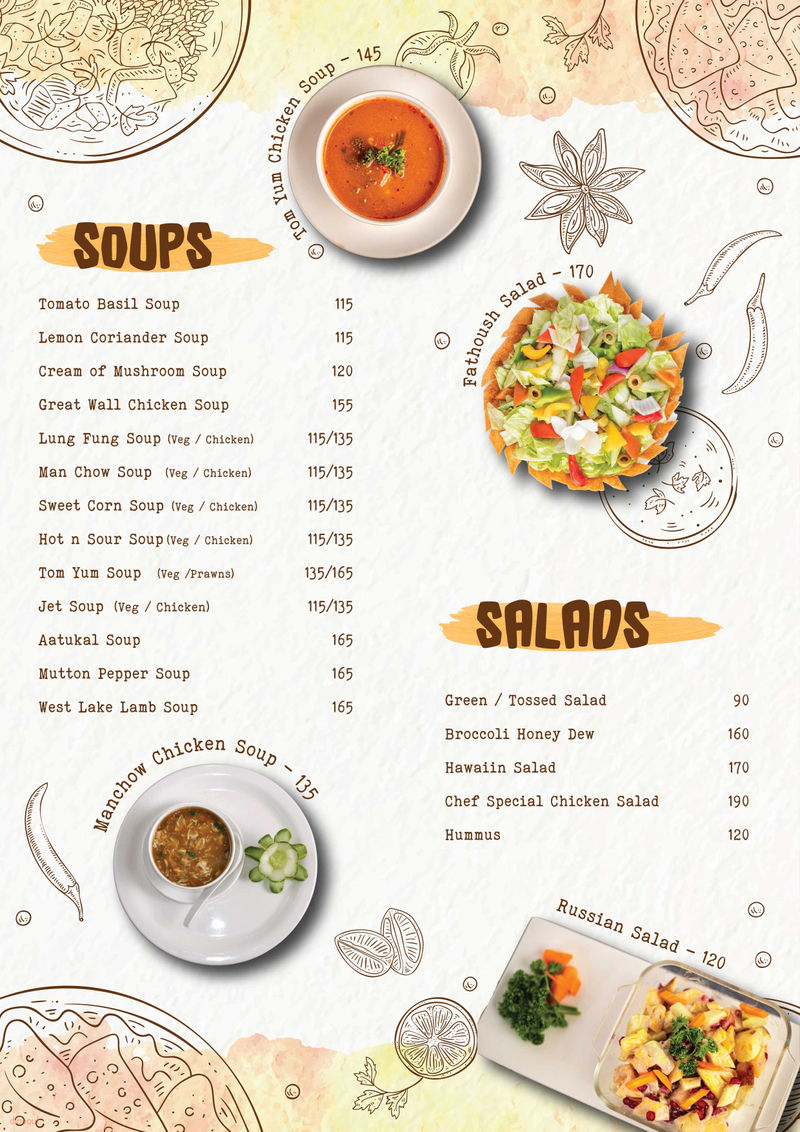 Tom Yum Chicken Soup - 145
SOUPS
Tomato Basil Soup 115
Lemon Coriander Soup 115
Cream of Mushroom Soup 120
Great Wall Chicken Soup 155
Lung Fung Soup (Veg / Chicken) 115/135
Man Chow Soup (Veg / Chicken) 115/135
Sweet Corn Soup (Veg / Chicken) 115/135
Hot n Sour Soup (Veg / Chicken) 115/135
Tom Yum Soup (Veg /Prawns) 135/165
Jet Soup (Veg / Chicken) 115/135
Aatukal Soup 165
Mutton Pepper Soup 165
West Lake Lamb Soup 165
Manchow Chicken Soup - 135
Fathoush Salad - 170
SALADS
Green / Tossed Salad 90
Broccoli Honey Dew 160
Hawaiin Salad 170
Chef Special Chicken Salad 190
Hummus 120
Russian Salad - 120